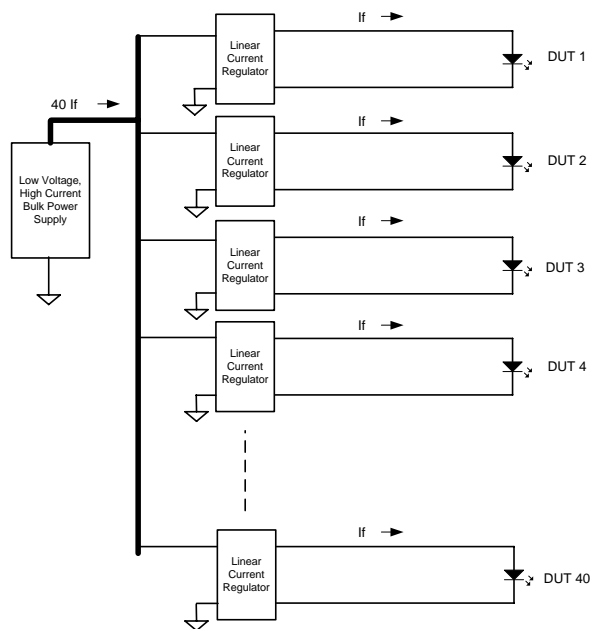 If
Linear
Current
Regulator
DUT 1
40 If
If
Linear
Current
Regulator
DUT 2
Low Voltage,
High Current
Bulk Power
Supply
If
Linear
Current
Regulator
DUT 3
If
Linear
Current
Regulator
DUT 4
If
Linear
Current
Regulator
DUT 40